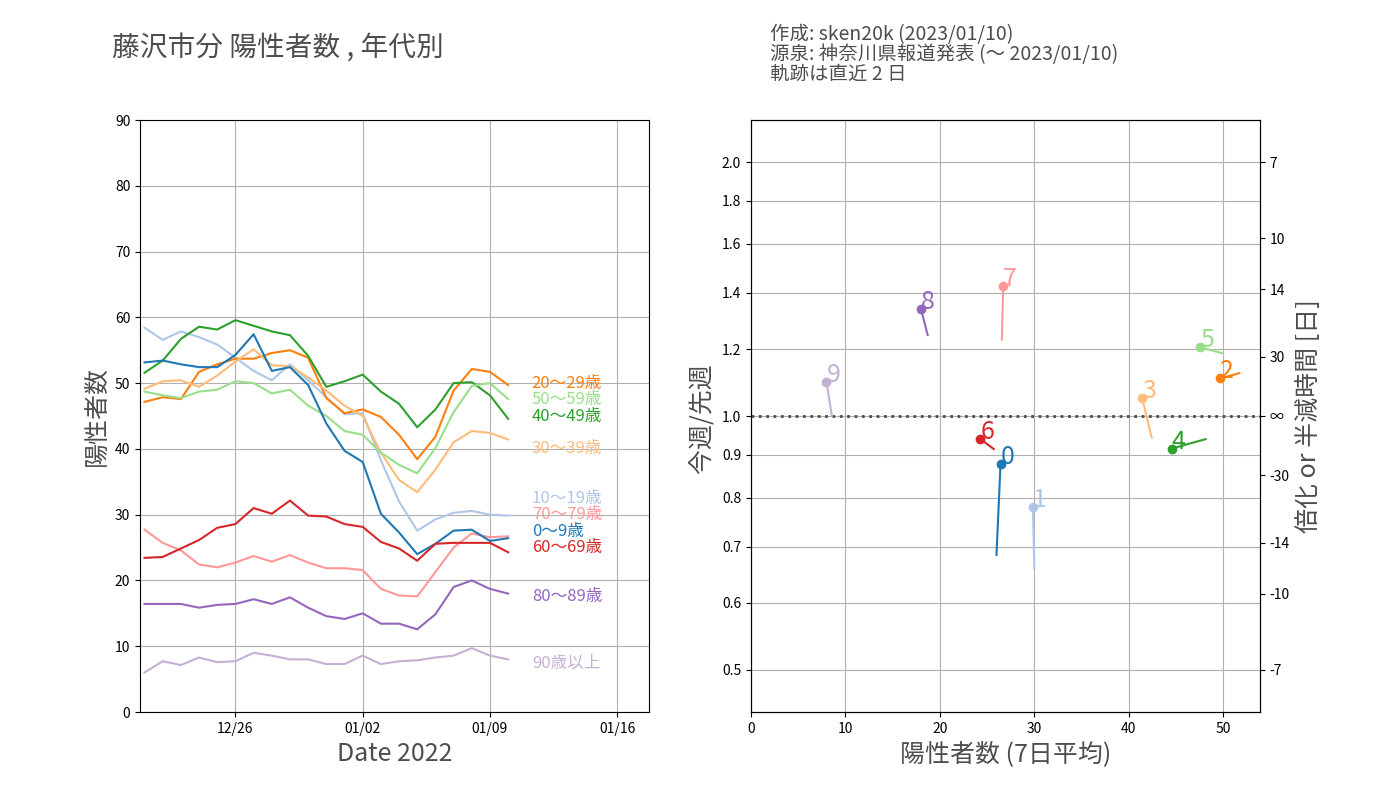 藤沢市分 陽性者数 , 年代別
作成: sken20k (2023/01/10)
源泉: 神奈川県報道発表 (〜 2023/01/10)
軌跡は直近 2 日
陽性者数
90
80
70
60
50
40
30
20
10
0
12/26
01/02
01/09
01/16
Date 2022
20〜29歳
50〜59歳
40〜49歳
30〜39歳
10〜19歳
70〜79歳
0〜9歳
60〜69歳
80〜89歳
90歳以上
今週/先週
2.0
1.8
1.6
1.4
1.2
1.0
0.9
0.8
0.7
0.6
0.5
0
10
20
30
40
50
陽性者数 (7日平均)
7
8
5
9
2
3
6
4
0
1
7
10
14
30
∞
-30
-14
-10
-7
倍化 or 半減時間 [日]